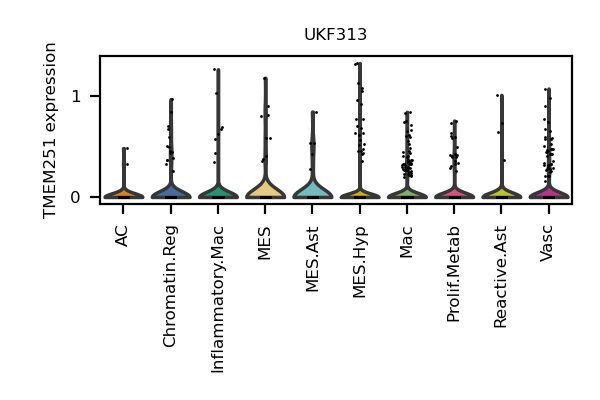 UKF313
TMEM251 expression
1
0
AC
Chromatin.Reg
Inflammatory.Mac
MES
MES.Ast
MES.Hyp
Mac
Prolif.Metab
Reactive.Ast
Vasc